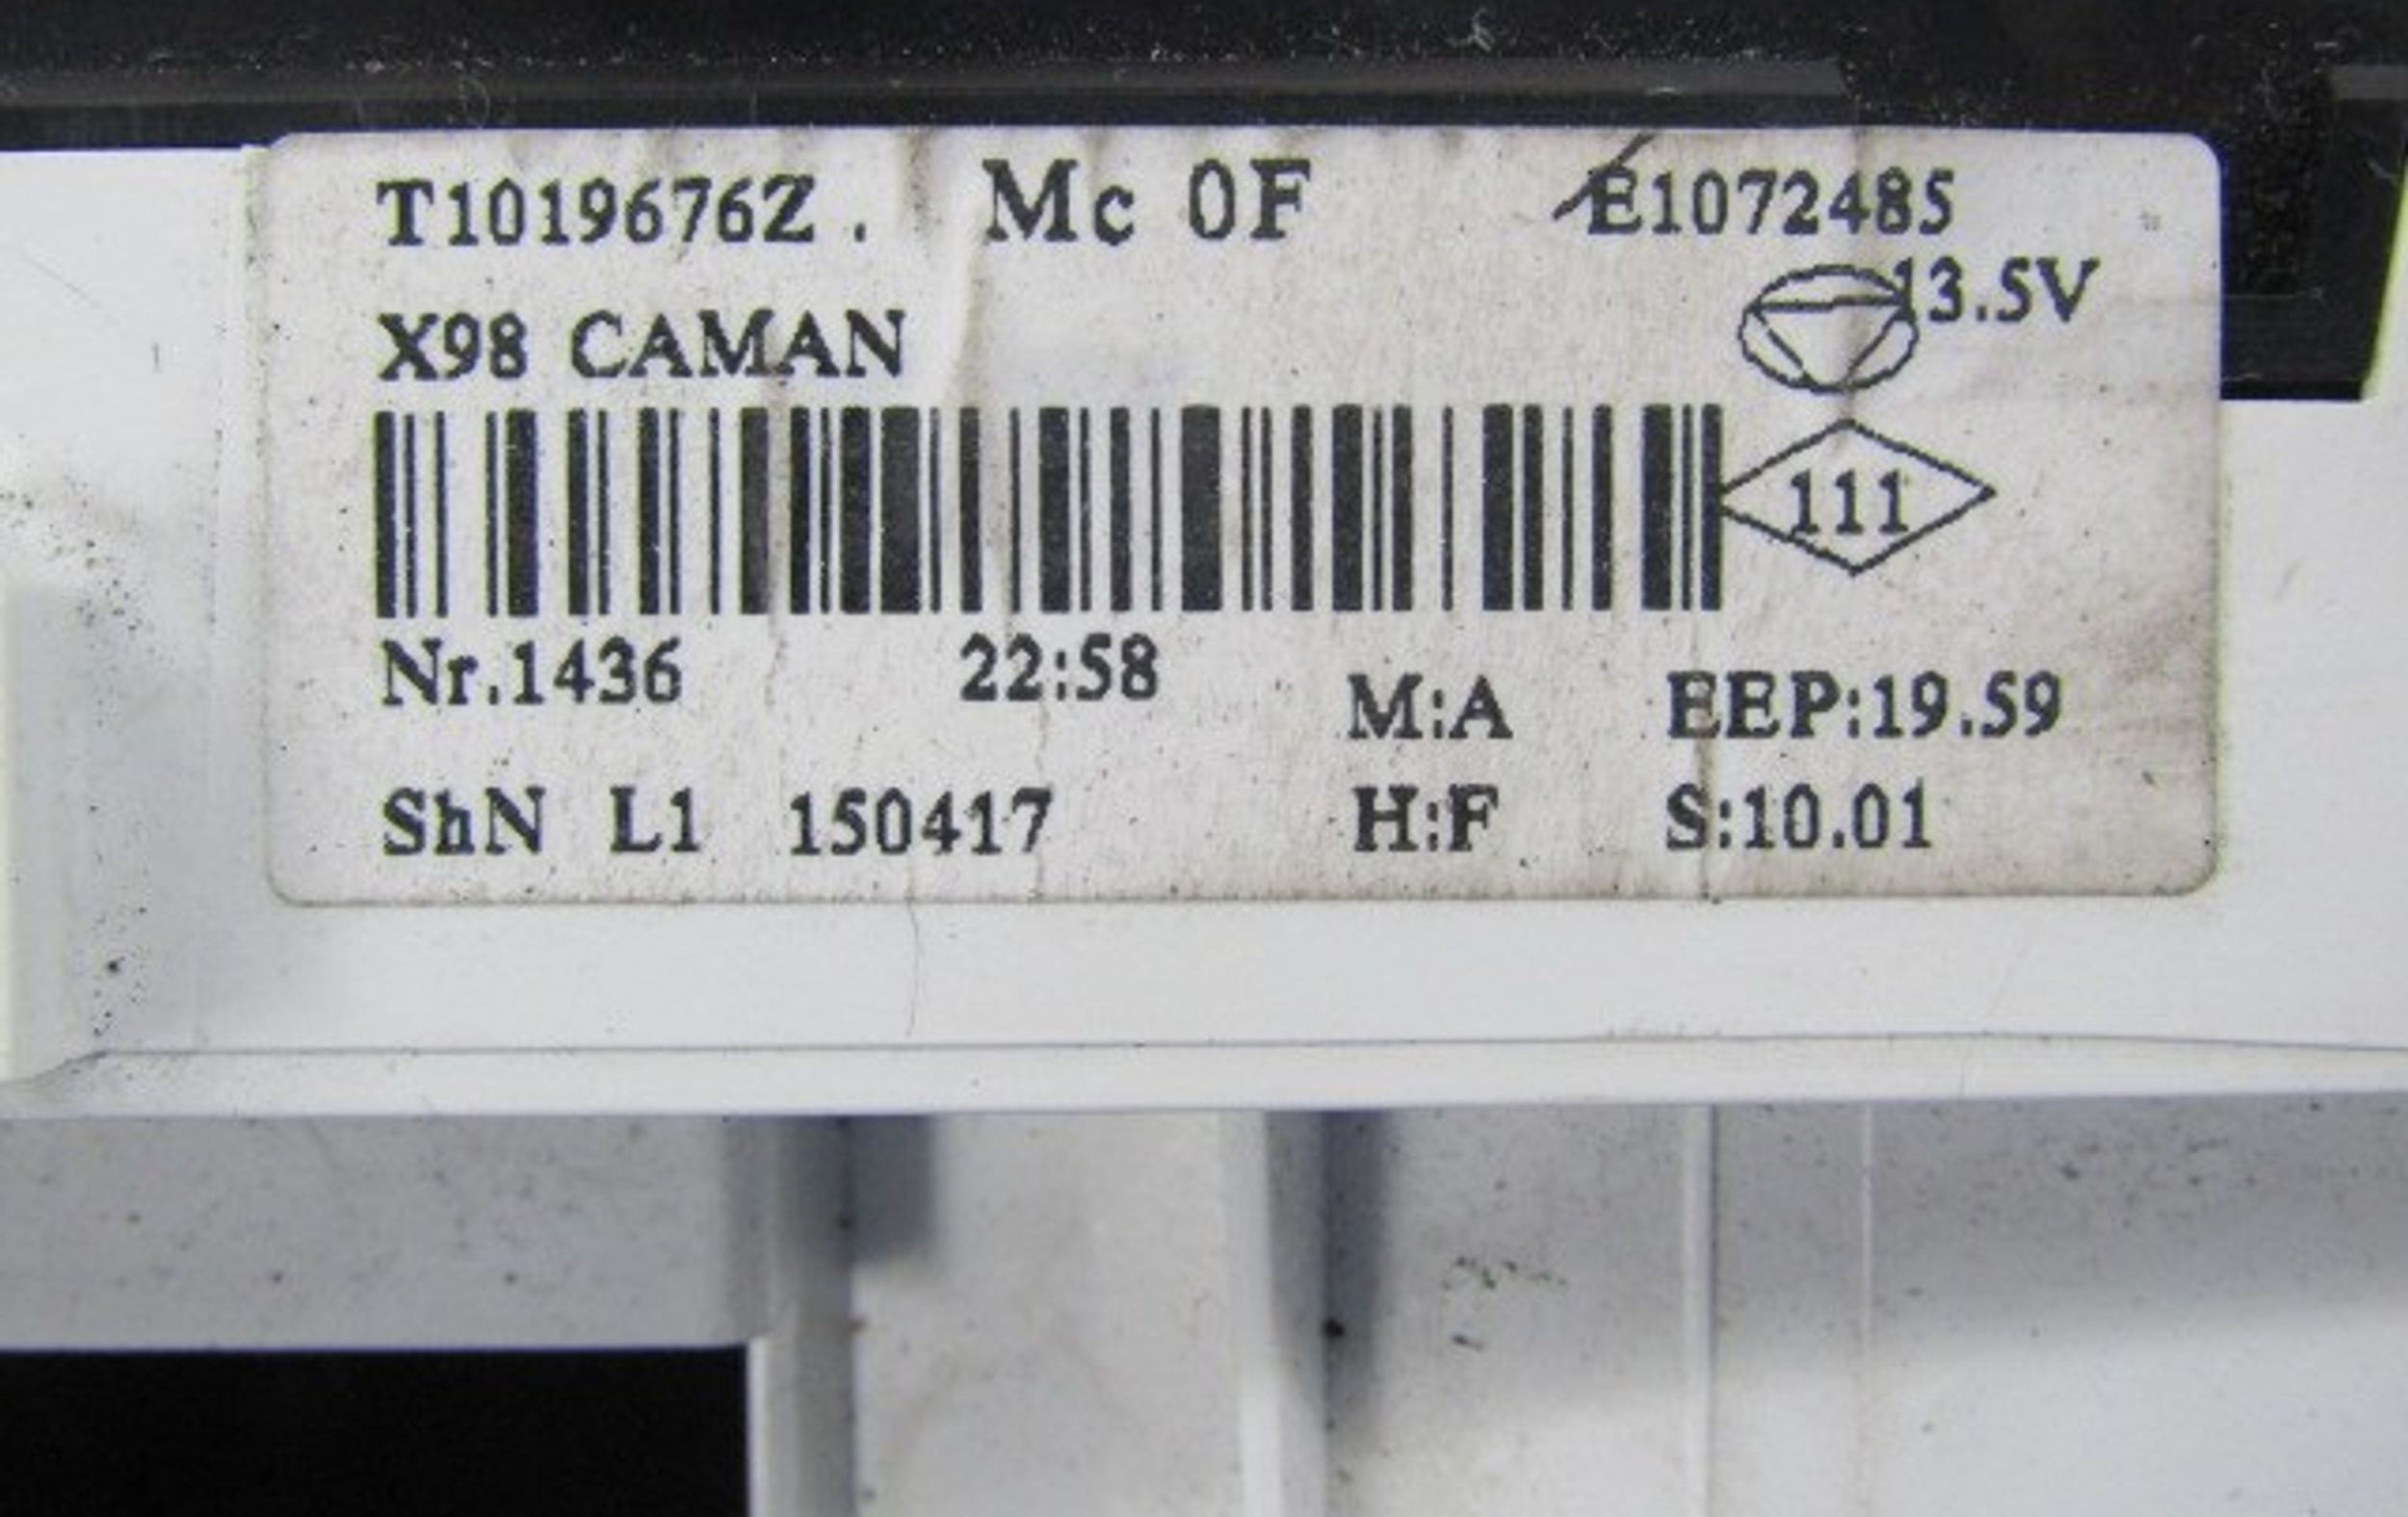 T1019676Z. Mc 0F E1072485
13.5V
X98 CAMAN
111
Nr.1436 22:58
M:A EEP:19.59
ShN L1 150417 H:F S:10.01